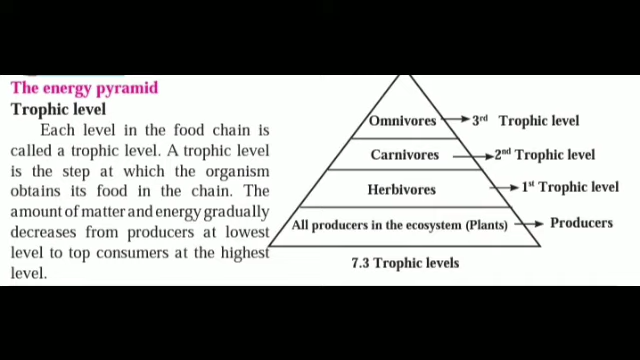 The energy pyramid
Trophic level
Each level in the food chain is
called a trophic level. A trophic level
is the step at which the organism
obtains its food in the chain. The
amount of matter and energy gradually
decreases from producers at lowest
level to top consumers at the highest
level.
Omnivores 3rd Trophic level
Carnivores 2nd Trophic level
Herbivores 1st Trophic level
All producers in the ecosystem (Plants) Producers
7.3 Trophic levels